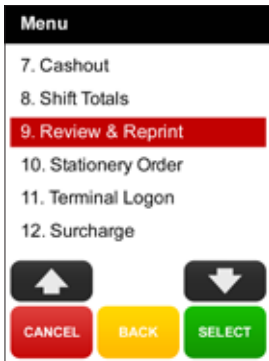 Menu
7. Cashout
8. Shift Totals
9. Review & Reprint
10. Stationery Order
11. Terminal Logon
12. Surcharge
CANCEL BACK SELECT